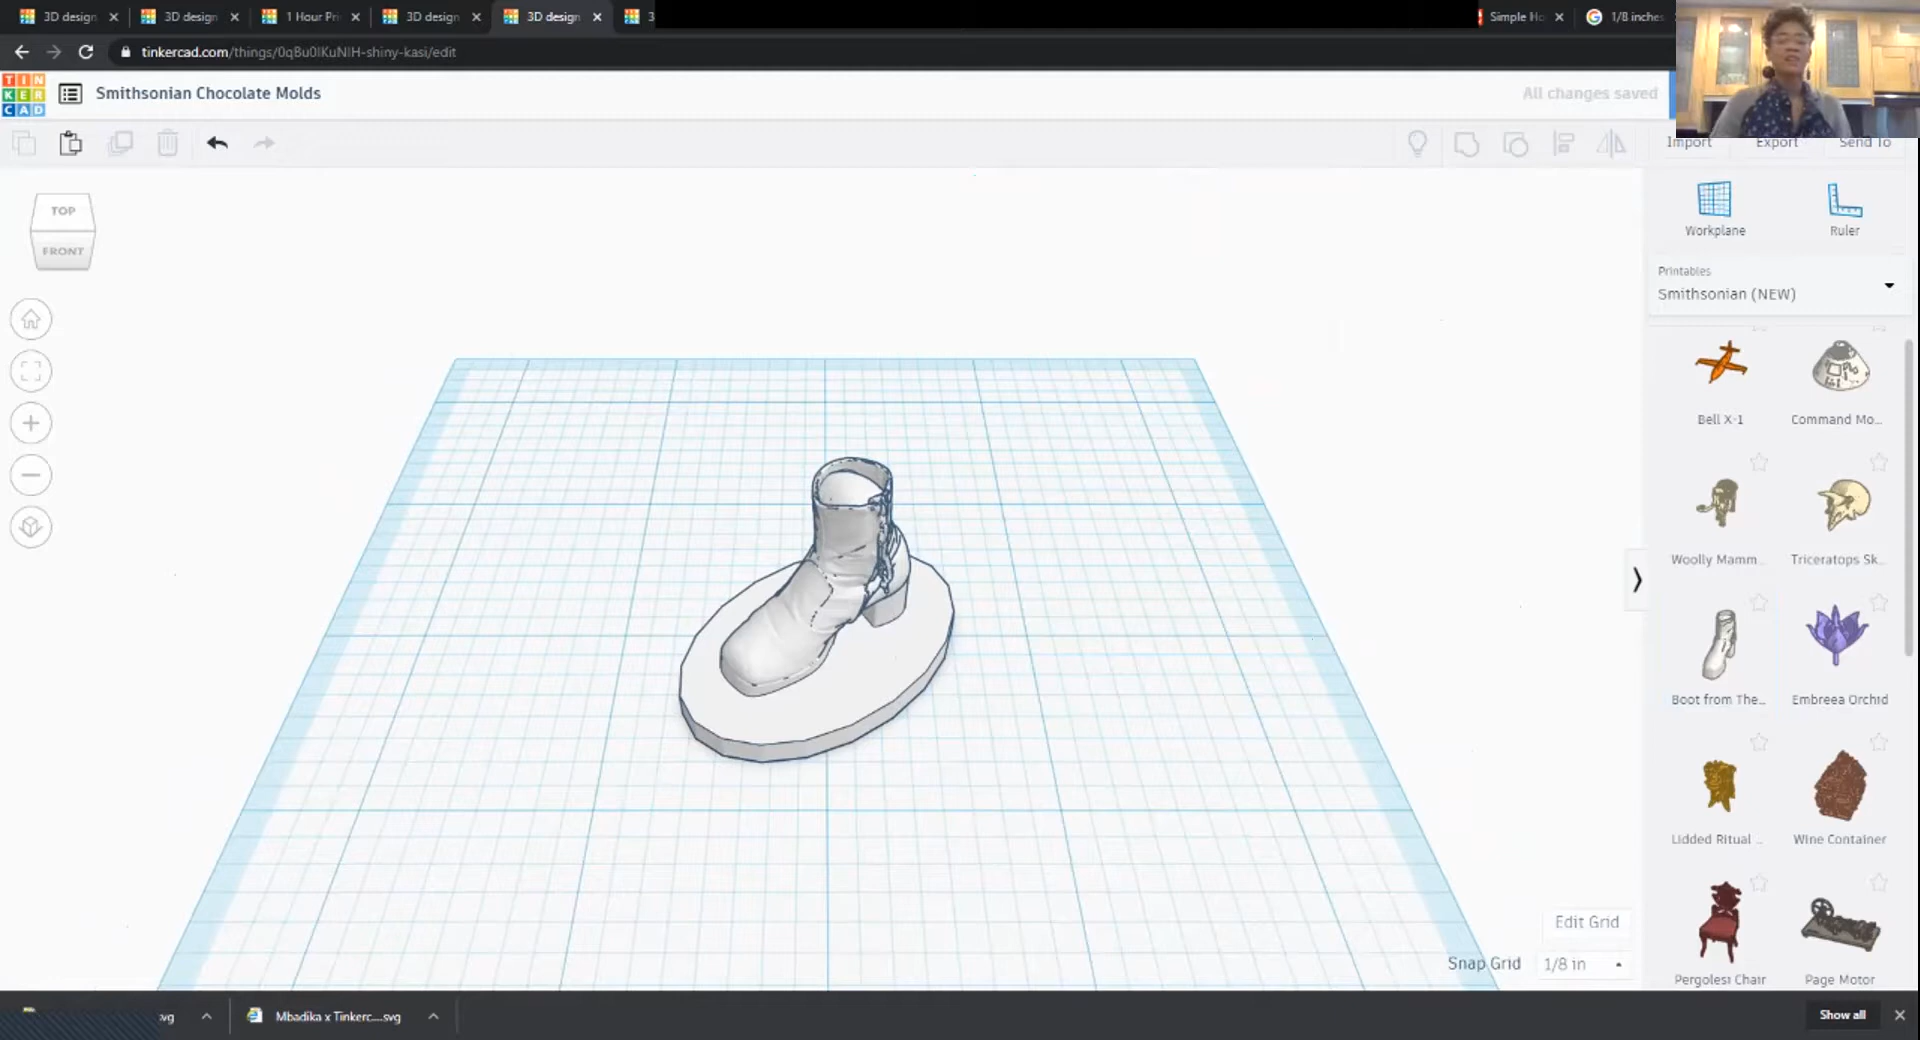 3D design
3D design
1 Hour Pri
3D design
3D design
3
Simple Ho
1/8 inches
tinkercad.com/things/0qBu0lKuNlH-shiny-kasi/edit
TIN
KER
CAD
Smithsonian Chocolate Molds
All changes saved
Import
Export
Send To
TOP
FRONT
Workplane
Ruler
Printables
Smithsonian (NEW)
Bell X-1
Command Mo...
Woolly Mamm...
Triceratops Sk...
Boot from The...
Embreea Orchid
Lidded Ritual ...
Wine Container
Pergolesi Chair
Page Motor
Edit Grid
Snap Grid
1/8 in
.svg
Mbadika x Tinkerc....svg
Show all